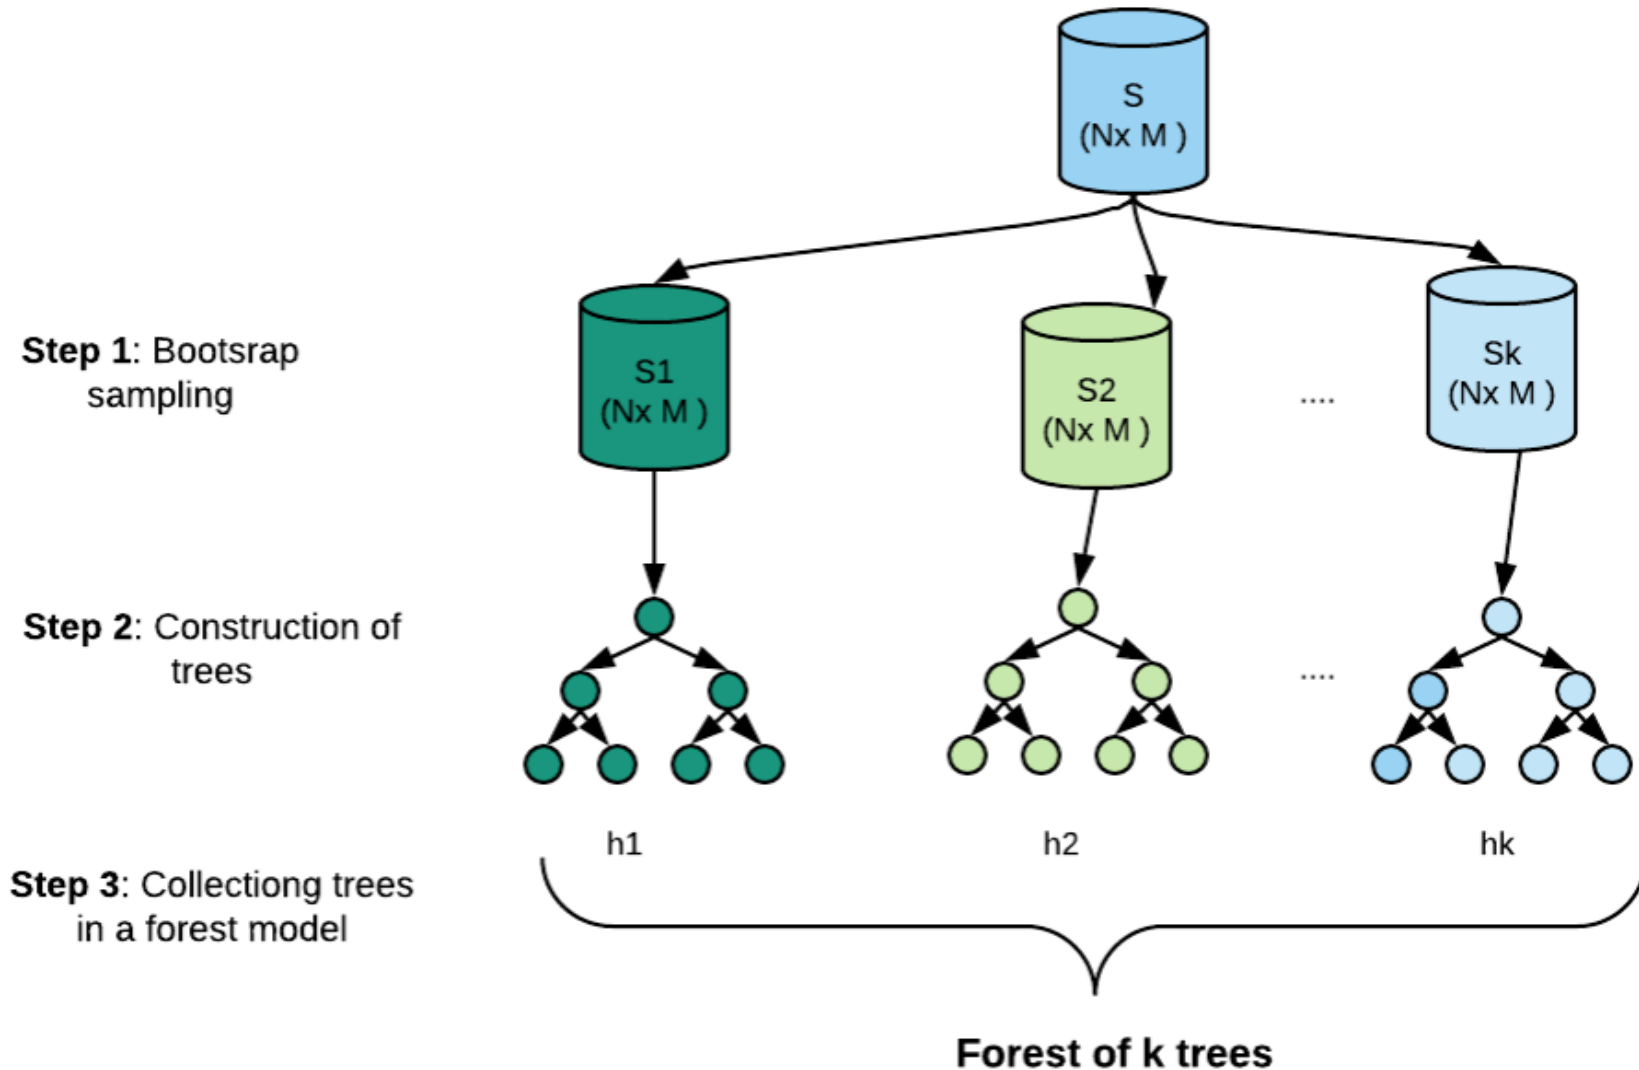 S
(Nx M )
Step 1: Bootsrap
sampling
S1
(Nx M )
S2
(Nx M )
....
Sk
(Nx M )
Step 2: Construction of
trees
....
h1
h2
hk
Step 3: Collectiong trees
in a forest model
Forest of k trees